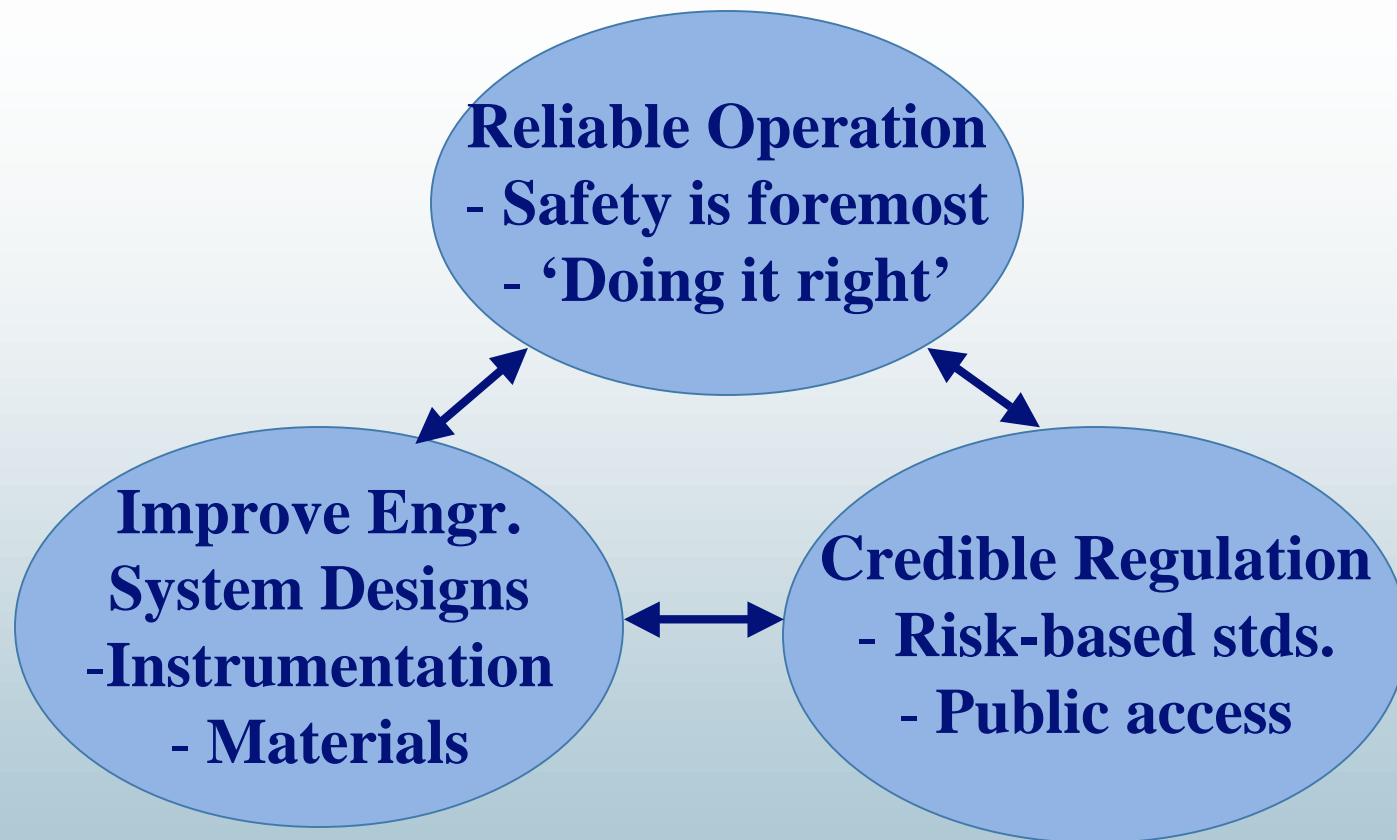 Reliable Operation
- Safety is foremost
- ‘Doing it right’
Improve Engr.
System Designs
-Instrumentation
- Materials
Credible Regulation
- Risk-based stds.
- Public access